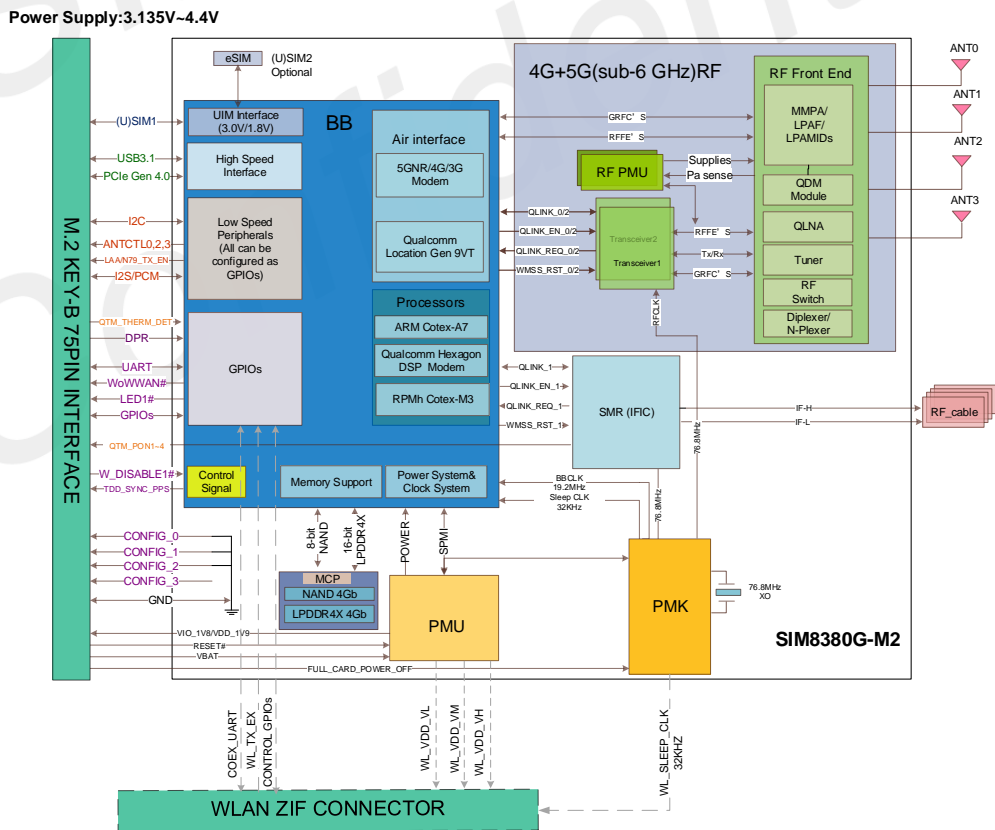 Power Supply:3.135V~4.4V
M.2 KEY-B 75PIN INTERFACE
(U)SIM1
USB3.1
PCIe Gen 4.0
I2C
ANTCTL0,2,3
LAA/N79_TX_EN
I2S/PCM
QTM_THERM_DET
DPR
UART
WoWWAN#
LED1#
GPIOs
QTM_PON1~4
W_DISABLE1#
TDD_SYNC_PPS
CONFIG_0
CONFIG_1
CONFIG_2
CONFIG_3
GND
VIO_1V8/VDD_1V9
RESET#
VBAT
FULL_CARD_POWER_OFF
eSIM
(U)SIM2
Optional
BB
UIM Interface
(3.0V/1.8V)
High Speed
Interface
Low Speed
Peripherals
(All can be
configured as
GPIOs)
GPIOs
Control
Signal
Memory Support
Power System&
Clock System
Air interface
5GNR/4G/3G
Modem
Qualcomm
Location Gen 9VT
Processors
ARM Cotex-A7
Qualcomm Hexagon
DSP Modem
RPMh Cotex-M3
4G+5G(sub-6 GHz)RF
GRFC'S
RFFE'S
RF PMU
Supplies
Pa sense
QLINK_0/2
QLINK_EN_0/2
QLINK_REQ_0/2
WMSS_RST_0/2
Transceiver2
Transceiver1
RFFE'S
Tx/Rx
GRFC'S
RFCLK
RF Front End
MMPA/
LPAF/
LPAMIDs
QDM
Module
QLNA
Tuner
RF
Switch
Diplexer/
N-Plexer
ANT0
ANT1
ANT2
ANT3
QLINK_1
QLINK_EN_1
QLINK_REQ_1
WMSS_RST_1
SMR (IFIC)
76.8MHz
IF-H
IF-L
RF_cable
BBCLK
19.2MHz
Sleep CLK
32KHz
76.8MHz
8-bit
NAND
16-bit
LPDDR4X
POWER
SPMI
MCP
NAND 4Gb
LPDDR4X 4Gb
PMU
PMK
76.8MHz
XO
SIM8380G-M2
COEX_UART
WL_TX_EX
CONTROL GPIOs
WL_VDD_VL
WL_VDD_VM
WL_VDD_VH
WL_SLEEP_CLK
32KHZ
WLAN ZIF CONNECTOR